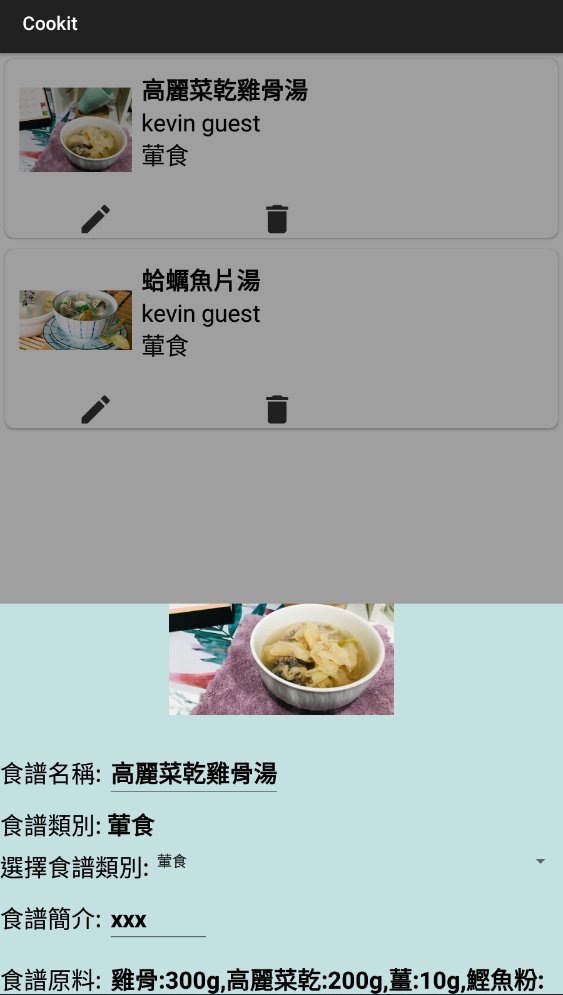 Cookit
高麗菜乾雞骨湯
kevin guest
葷食
蛤蠣魚片湯
kevin guest
葷食
食譜名稱: 高麗菜乾雞骨湯
食譜類別: 葷食
選擇食譜類別: 葷食
食譜簡介: xxx
食譜原料: 雞骨:300g,高麗菜乾:200g,薑:10g,鰹魚粉: